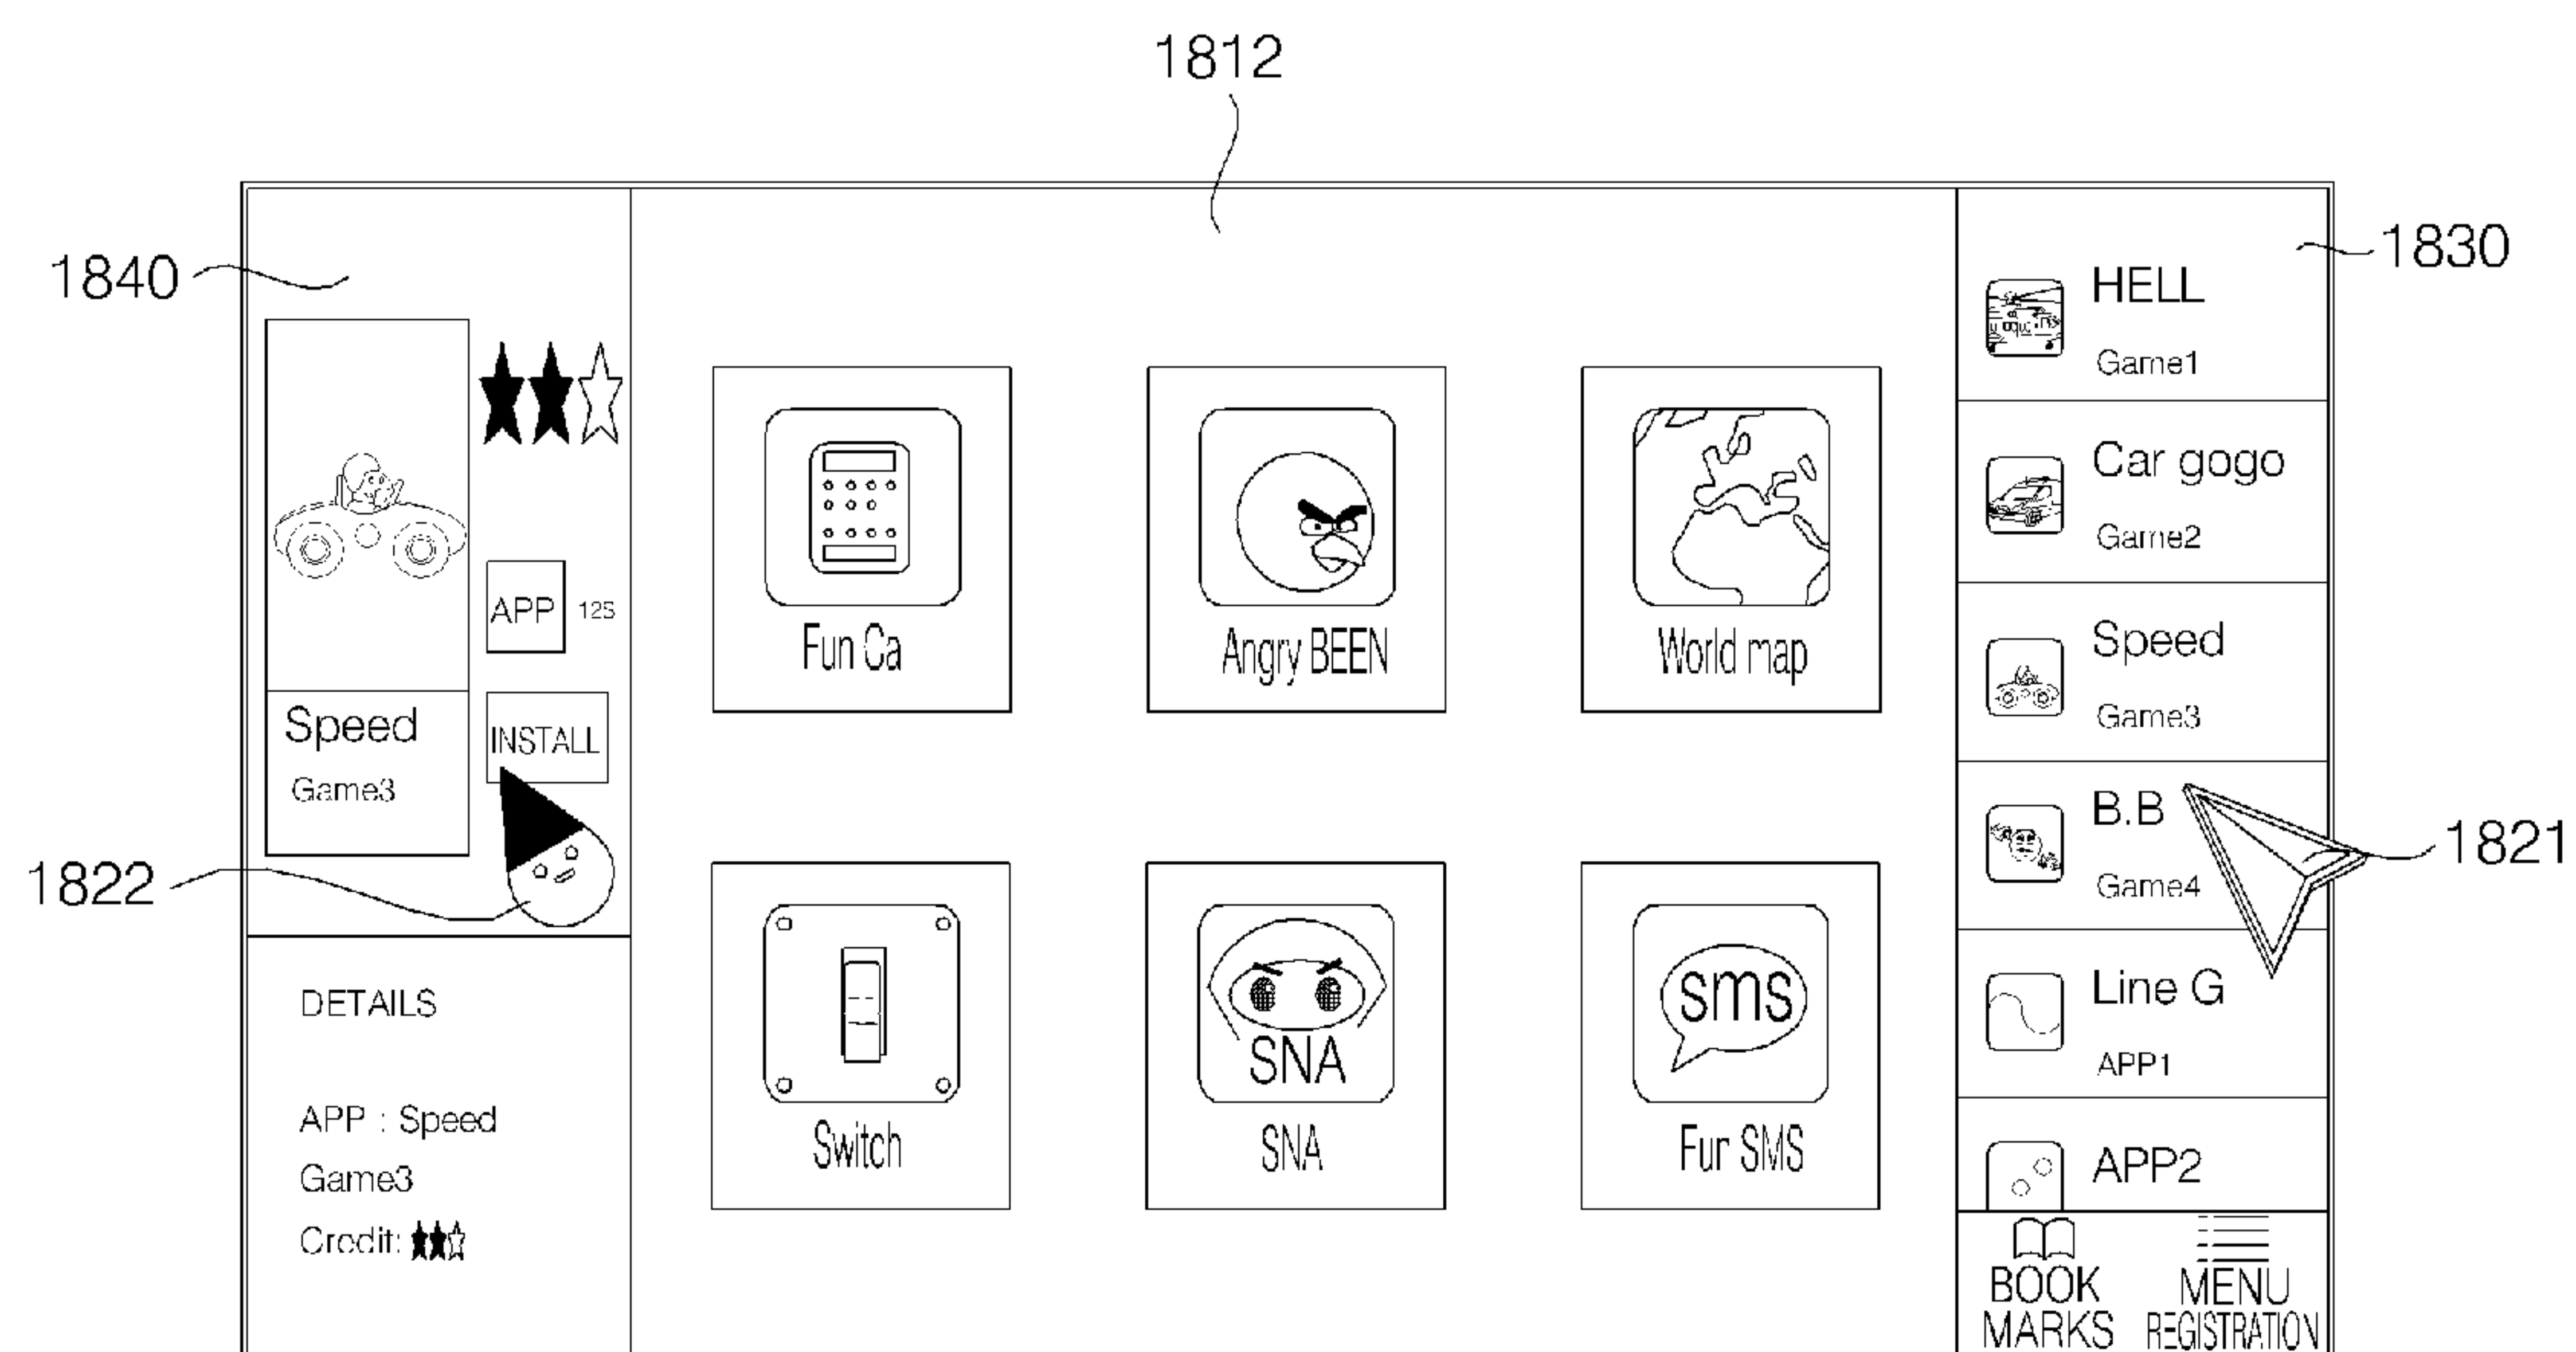 1812
1840
1830
HELL
Game1
Car gogo
Game2
Speed
Game3
B.B
Game4
Line G
APP1
APP2
BOOK
MARKS
MENU
REGISTRATION
1821
APP
125
INSTALL
Speed
Game3
1822
DETAILS
APP : Speed
Game3
Credit:
Fun Ca
Angry BEEN
World map
Switch
SNA
SNA
sms
Fun SMS